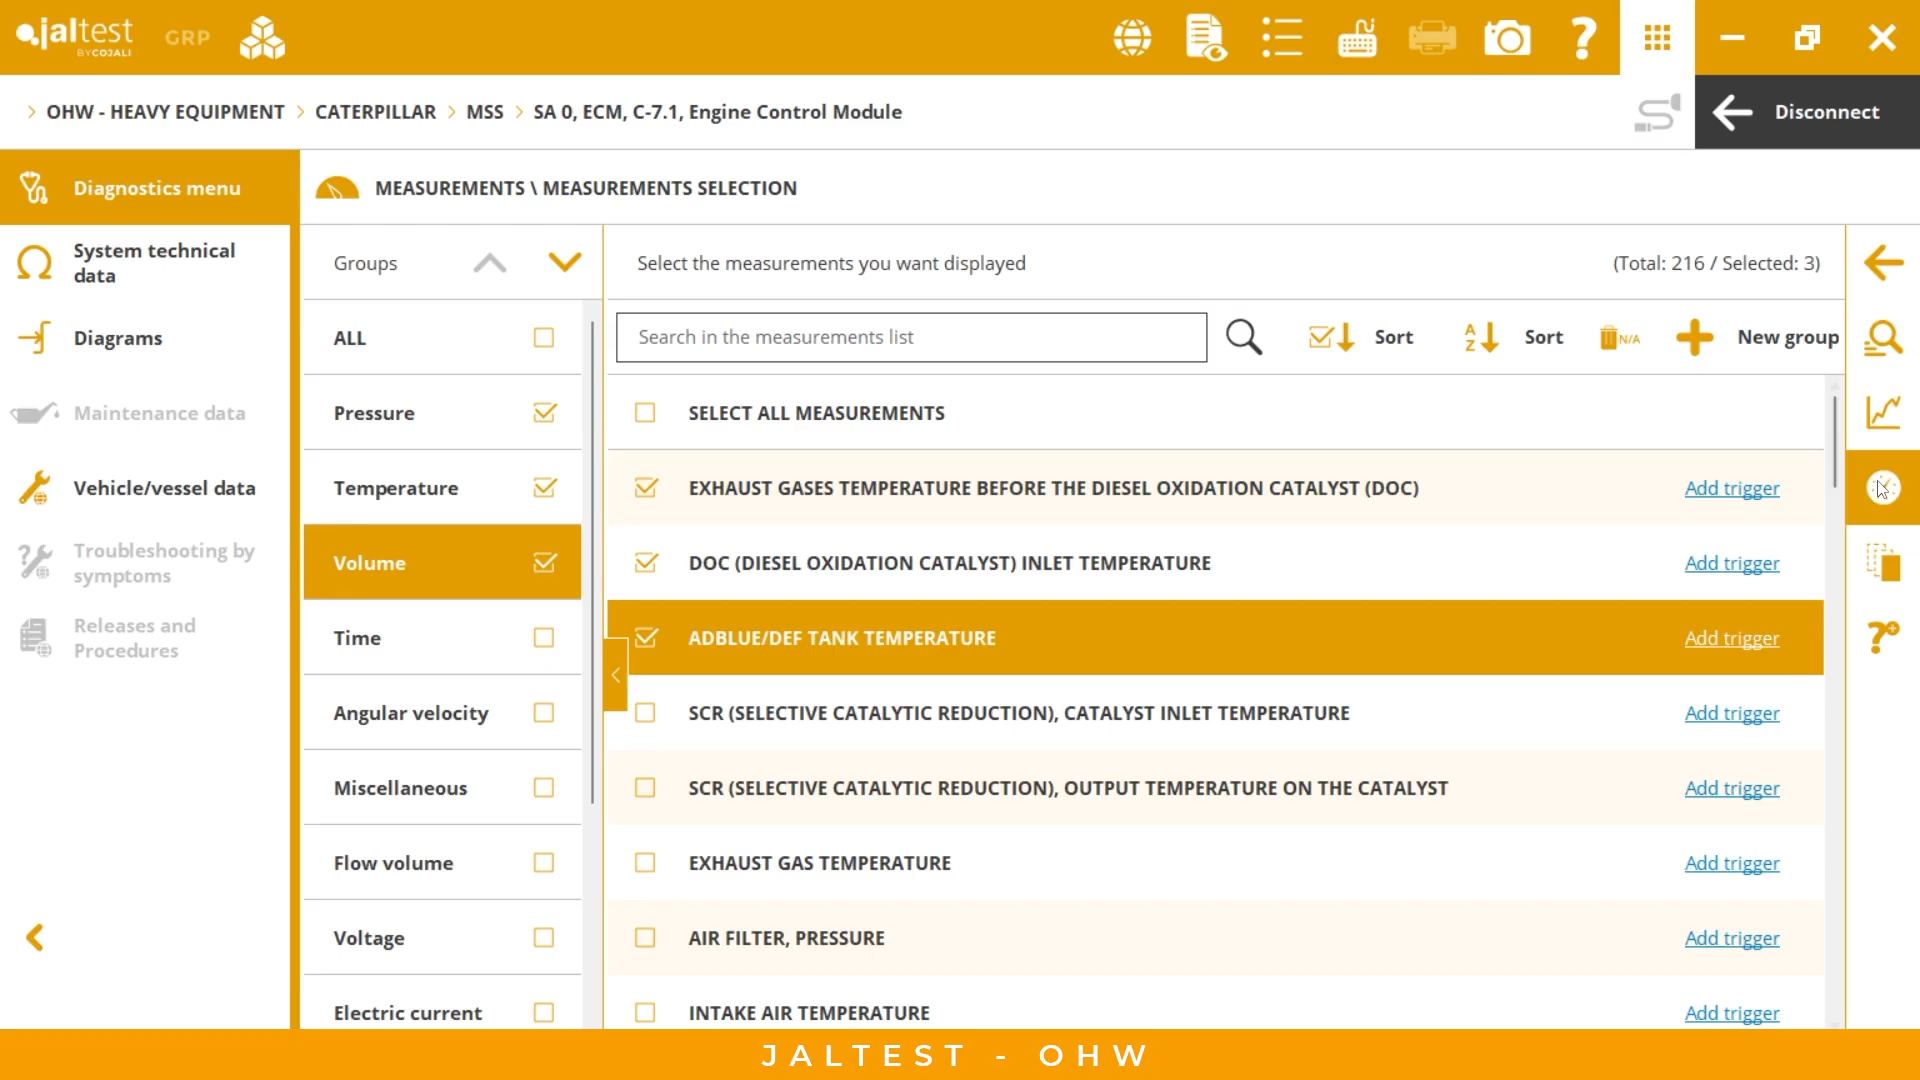 jaltest
BY COJALI
GRP
OHW - HEAVY EQUIPMENT
CATERPILLAR
MSS
SA 0, ECM, C-7.1, Engine Control Module
Disconnect
Diagnostics menu
MEASUREMENTS \ MEASUREMENTS SELECTION
System technical
data
Diagrams
Maintenance data
Vehicle/vessel data
Troubleshooting by
symptoms
Releases and
Procedures
Groups
ALL
Pressure
Temperature
Volume
Time
Angular velocity
Miscellaneous
Flow volume
Voltage
Electric current
Select the measurements you want displayed
(Total: 216 / Selected: 3)
Search in the measurements list
Sort
A
Z
Sort
N/A
New group
SELECT ALL MEASUREMENTS
EXHAUST GASES TEMPERATURE BEFORE THE DIESEL OXIDATION CATALYST (DOC) Add trigger
DOC (DIESEL OXIDATION CATALYST) INLET TEMPERATURE Add trigger
ADBLUE/DEF TANK TEMPERATURE Add trigger
SCR (SELECTIVE CATALYTIC REDUCTION), CATALYST INLET TEMPERATURE Add trigger
SCR (SELECTIVE CATALYTIC REDUCTION), OUTPUT TEMPERATURE ON THE CATALYST Add trigger
EXHAUST GAS TEMPERATURE Add trigger
AIR FILTER, PRESSURE Add trigger
INTAKE AIR TEMPERATURE Add trigger
JALTEST - OHW